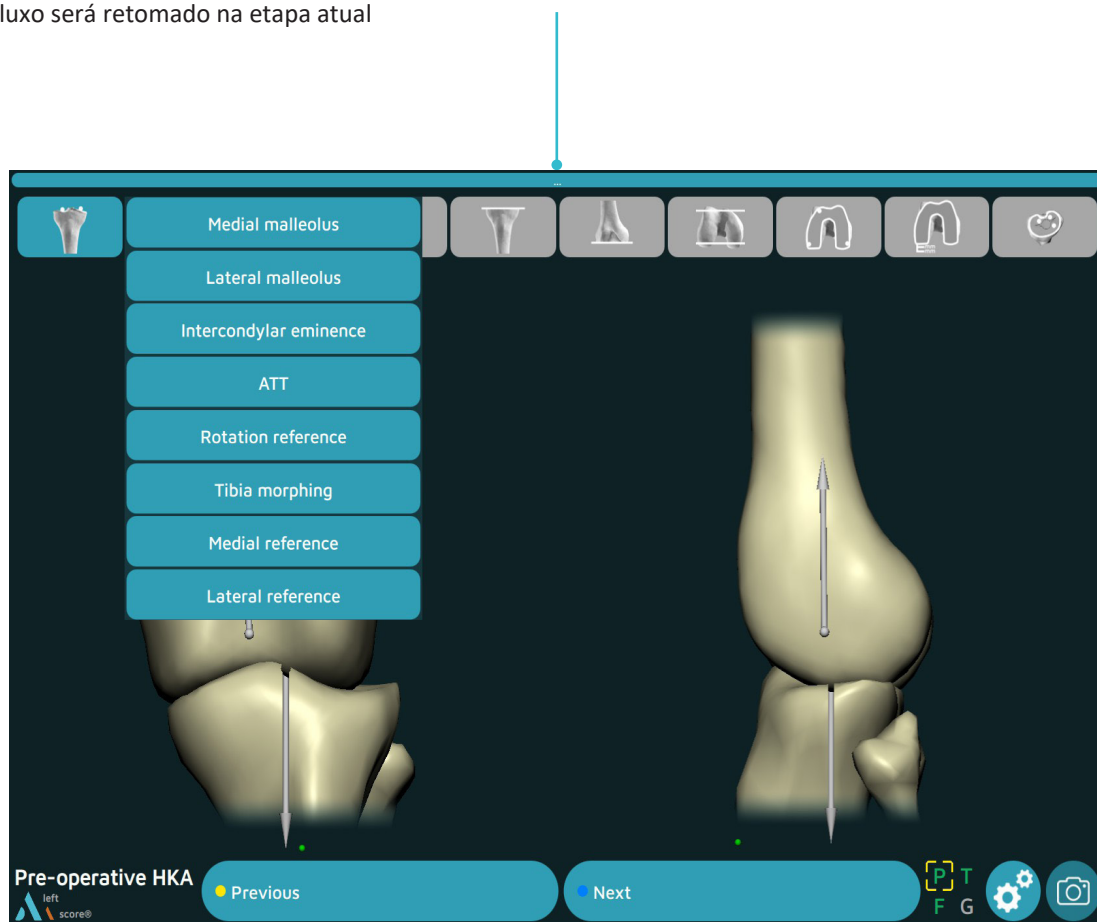 luxo será retomado na etapa atual
...
Medial malleolus
Lateral malleolus
Intercondylar eminence
ATT
Rotation reference
Tibia morphing
Medial reference
Lateral reference
Pre-operative HKA
left
score®
Previous
Next
P T
F G